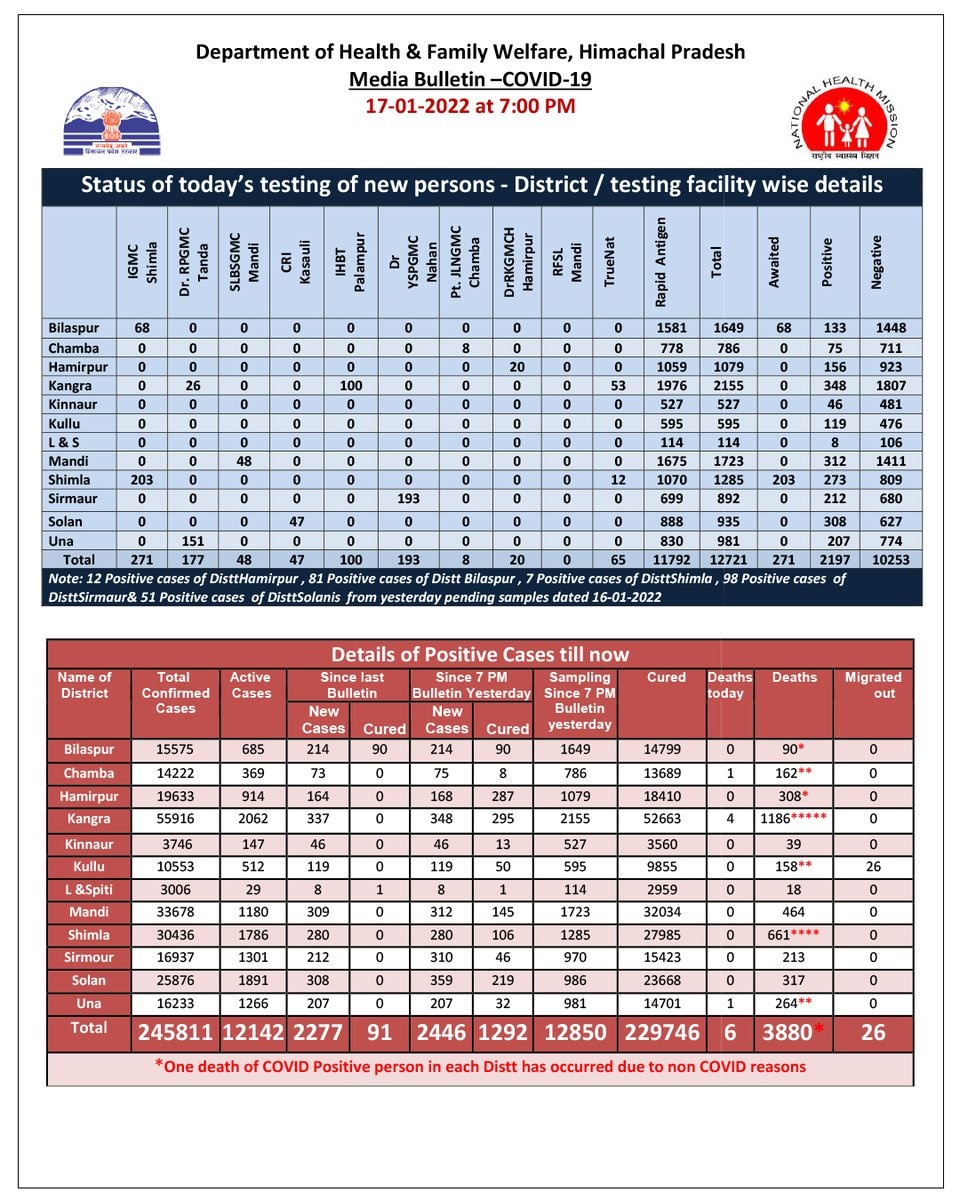 Department of Health & Family Welfare, Himachal Pradesh
Media Bulletin –COVID-19
17-01-2022 at 7:00 PM
सत्यमेव जयते
हिमाचल प्रदेश सरकार
NATIONAL HEALTH MISSION
राष्ट्रीय स्वास्थ्य मिशन
Status of today's testing of new persons - District / testing facility wise details
IGMC Shimla Dr. RPGMC Tanda SLBSGMC Mandi CRI Kasauli IHBT Palampur Dr YSPGMC Nahan Pt. JLNGMC Chamba DrRKGMCH Hamirpur RFSL Mandi TrueNat Rapid Antigen Total Awaited Positive Negative
Bilaspur 68 0 0 0 0 0 0 0 0 0 1581 1649 68 133 1448
Chamba 0 0 0 0 0 0 8 0 0 0 778 786 0 75 711
Hamirpur 0 0 0 0 0 0 0 20 0 0 1059 1079 0 156 923
Kangra 0 26 0 0 100 0 0 0 0 53 1976 2155 0 348 1807
Kinnaur 0 0 0 0 0 0 0 0 0 0 527 527 0 46 481
Kullu 0 0 0 0 0 0 0 0 0 0 595 595 0 119 476
L & S 0 0 0 0 0 0 0 0 0 0 114 114 0 8 106
Mandi 0 0 48 0 0 0 0 0 0 0 1675 1723 0 312 1411
Shimla 203 0 0 0 0 0 0 0 0 12 1070 1285 203 273 809
Sirmaur 0 0 0 0 0 193 0 0 0 0 699 892 0 212 680
Solan 0 0 0 47 0 0 0 0 0 0 888 935 0 308 627
Una 0 151 0 0 0 0 0 0 0 0 830 981 0 207 774
Total 271 177 48 47 100 193 8 20 0 65 11792 12721 271 2197 10253
Note: 12 Positive cases of DisttHamirpur , 81 Positive cases of Distt Bilaspur , 7 Positive cases of DisttShimla , 98 Positive cases of
DisttSirmaur& 51 Positive cases of DisttSolanis from yesterday pending samples dated 16-01-2022
Details of Positive Cases till now
Name of District Total Confirmed Cases Active Cases Since last Bulletin Since 7 PM Bulletin Yesterday Sampling Since 7 PM Bulletin yesterday Cured Deaths today Deaths Migrated out
New Cases Cured New Cases Cured
Bilaspur 15575 685 214 90 214 90 1649 14799 0 90* 0
Chamba 14222 369 73 0 75 8 786 13689 1 162** 0
Hamirpur 19633 914 164 0 168 287 1079 18410 0 308* 0
Kangra 55916 2062 337 0 348 295 2155 52663 4 1186***** 0
Kinnaur 3746 147 46 0 46 13 527 3560 0 39 0
Kullu 10553 512 119 0 119 50 595 9855 0 158** 26
L &Spiti 3006 29 8 1 8 1 114 2959 0 18 0
Mandi 33678 1180 309 0 312 145 1723 32034 0 464 0
Shimla 30436 1786 280 0 280 106 1285 27985 0 661**** 0
Sirmour 16937 1301 212 0 310 46 970 15423 0 213 0
Solan 25876 1891 308 0 359 219 986 23668 0 317 0
Una 16233 1266 207 0 207 32 981 14701 1 264** 0
Total 245811 12142 2277 91 2446 1292 12850 229746 6 3880* 26
*One death of COVID Positive person in each Distt has occurred due to non COVID reasons